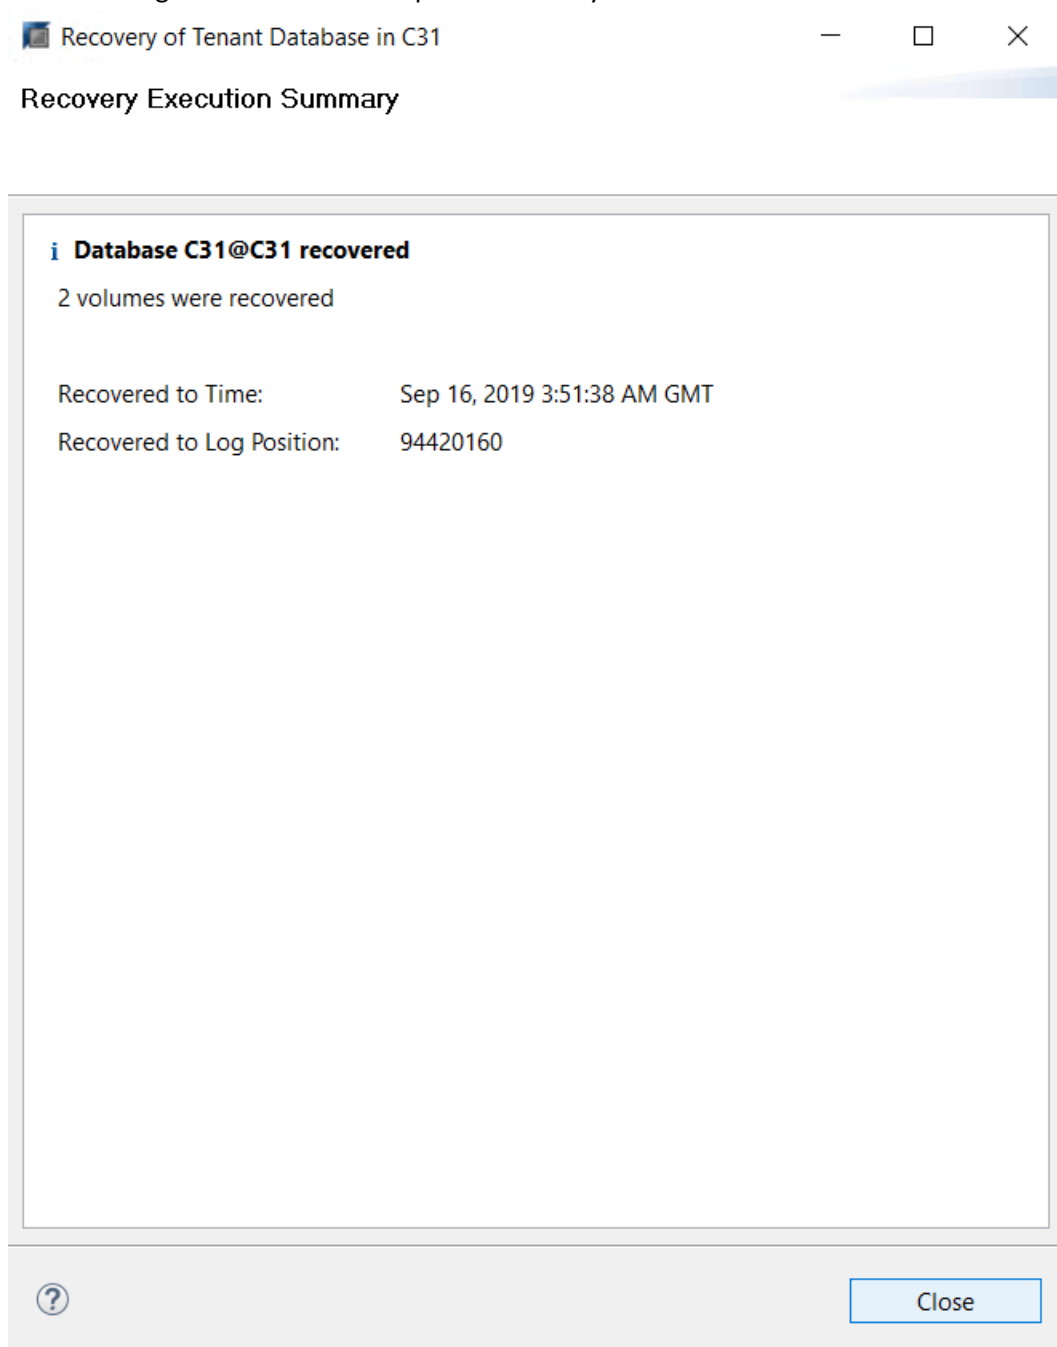 Recovery of Tenant Database in C31
Recovery Execution Summary
i Database C31@C31 recovered
2 volumes were recovered
Recovered to Time: Sep 16, 2019 3:51:38 AM GMT
Recovered to Log Position: 94420160
? Close